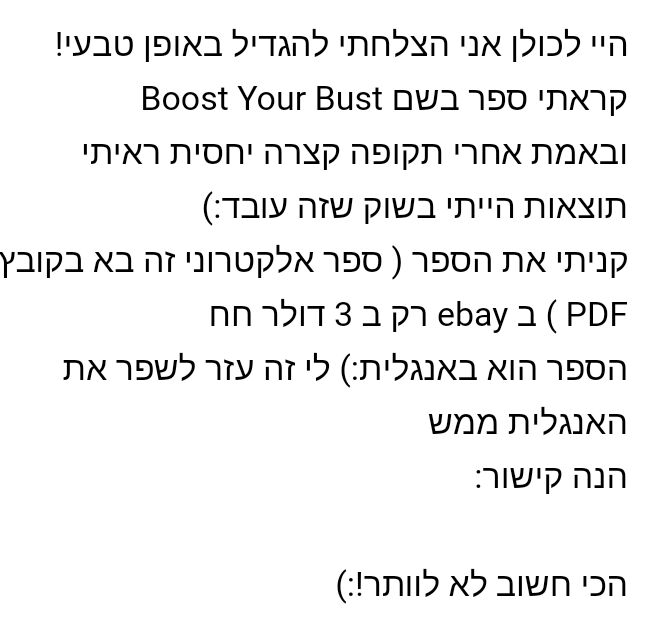 היי לכולן אני הצלחתי להגדיל באופן טבעי!
קראתי ספר בשם Boost Your Bust
ובאמת אחרי תקופה קצרה יחסית ראיתי
תוצאות הייתי בשוק שזה עובד:)
קניתי את הספר ( ספר אלקטרוני זה בא בקובץ
PDF ) ב ebay רק ב 3 דולר חח
הספר הוא באנגלית:) לי זה עזר לשפר את
האנגלית ממש
הנה קישור:
הכי חשוב לא לוותר!:)